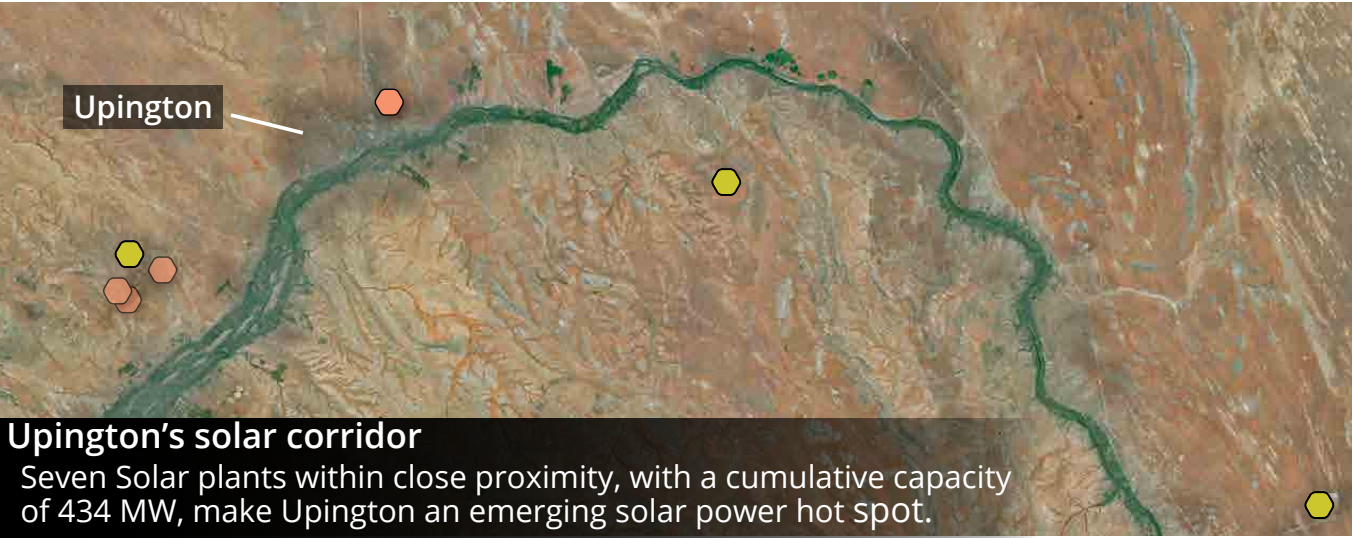 Upington
Upington’s solar corridor
Seven Solar plants within close proximity, with a cumulative capacity
of 434 MW, make Upington an emerging solar power hot spot.